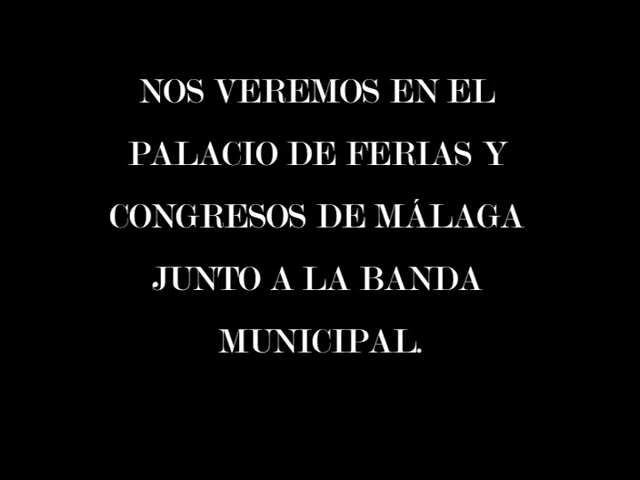 NOS VEREMOS EN EL
PALACIO DE FERIAS Y
CONGRESOS DE MÁLAGA
JUNTO A LA BANDA
MUNICIPAL.